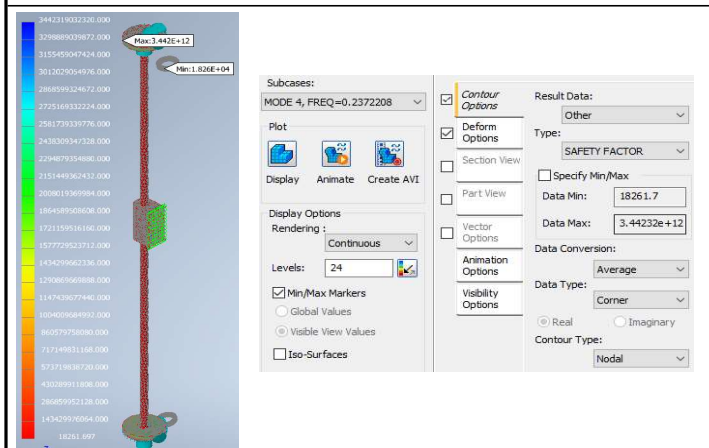 3442319032320.000
3298889039872.000
3155459047424.000
3012029054976.000
2868599324672.000
2725169332224.000
2581739339776.000
2438309347328.000
2294879354880.000
2151449362432.000
2008019369984.000
1864589508608.000
1721159516160.000
1577729523712.000
1434299662336.000
1290869669888.000
1147439677440.000
1004009684992.000
860579758080.000
717149831168.000
573719838720.000
430289911808.000
286859952128.000
143429976064.000
18261.697
Max:3.442E+12
Min:1.826E+04
Subcases:
MODE 4, FREQ=0.2372208
Plot
Display Animate Create AVI
Display Options
Rendering :
Continuous
Levels: 24
Min/Max Markers
Global Values
Visible View Values
Iso-Surfaces
Contour Options
Deform Options
Section View
Part View
Vector Options
Animation Options
Visibility Options
Result Data:
Other
Type:
SAFETY FACTOR
Specify Min/Max
Data Min: 18261.7
Data Max: 3.44232e+12
Data Conversion:
Average
Data Type:
Corner
Real Imaginary
Contour Type:
Nodal